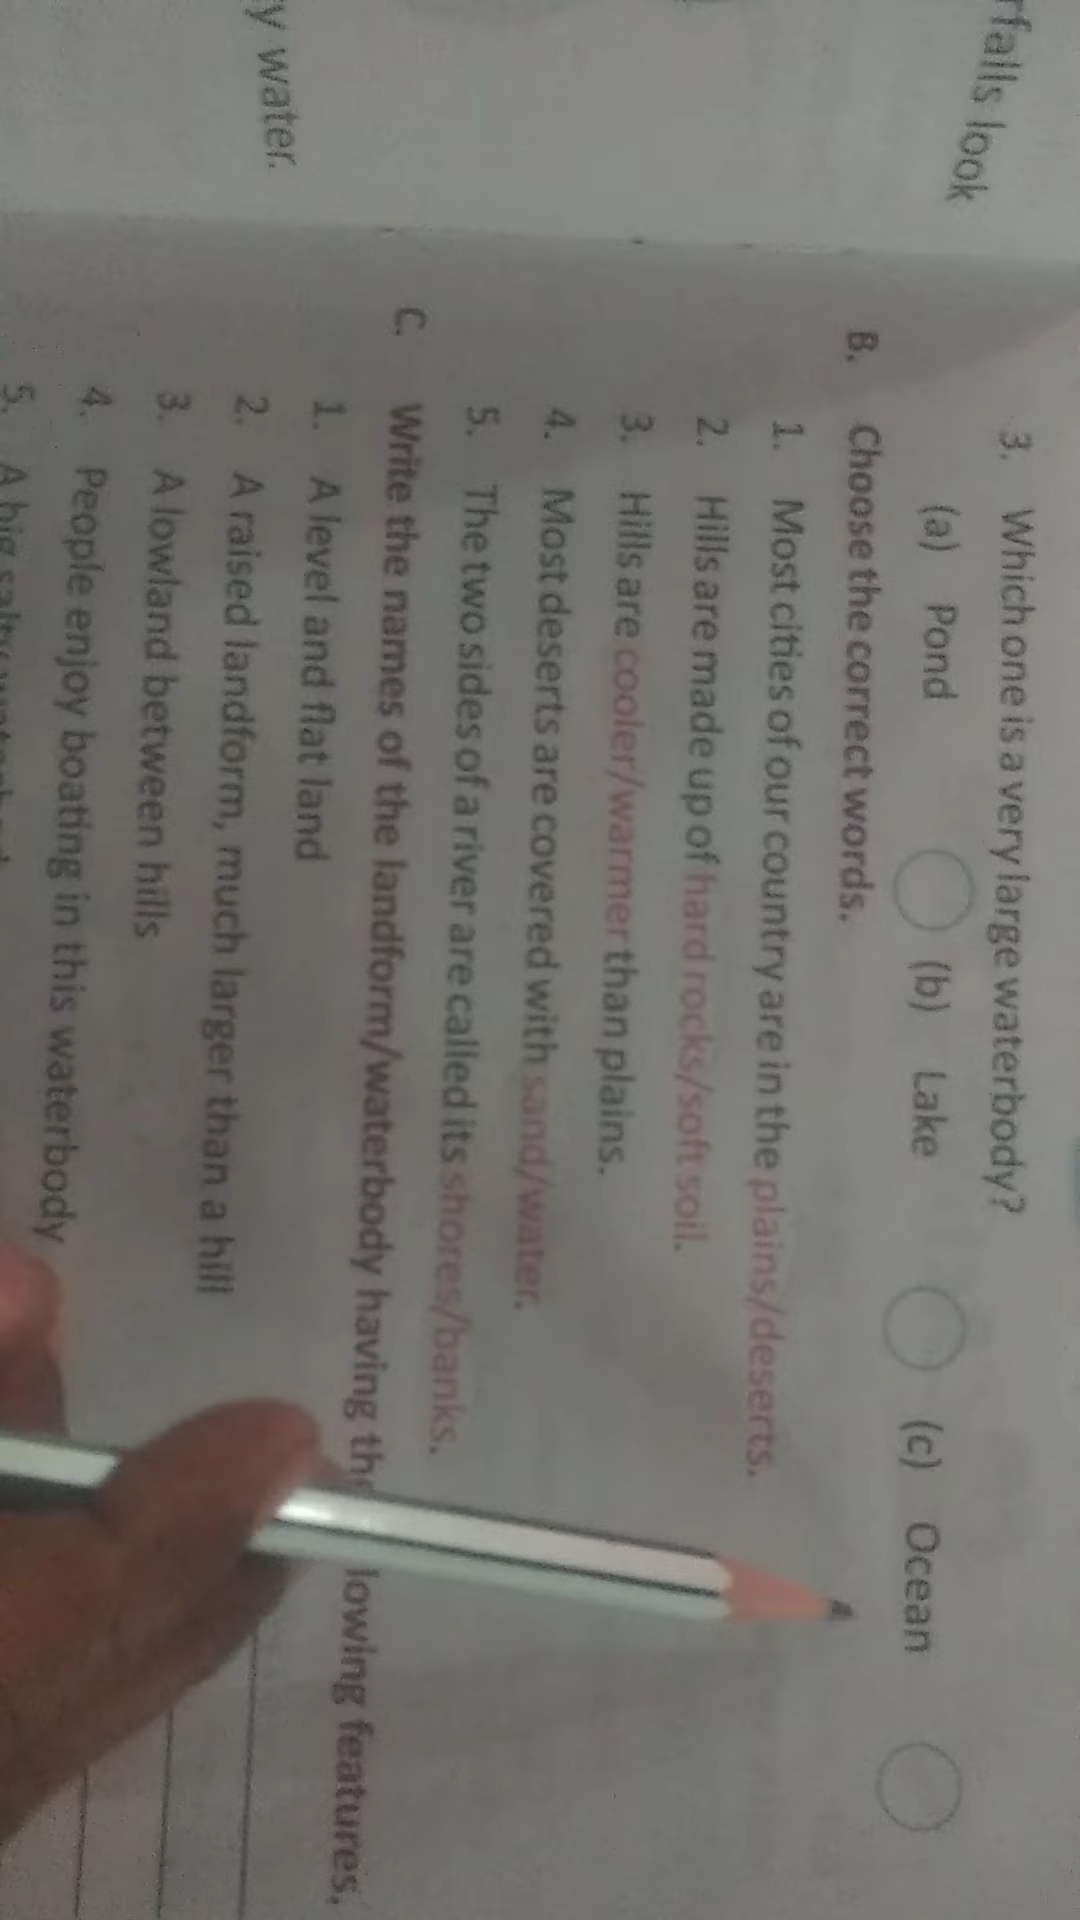 rfalls look
y water.
3. Which one is a very large waterbody?
(a) Pond (b) Lake (c) Ocean
B. Choose the correct words.
1. Most cities of our country are in the plains/deserts.
2. Hills are made up of hard rocks/soft soil.
3. Hills are cooler/warmer than plains.
4. Most deserts are covered with sand/water.
5. The two sides of a river are called its shores/banks.
C. Write the names of the landform/waterbody having the lowing features.
1. A level and flat land
2. A raised landform, much larger than a hill
3. A lowland between hills
4. People enjoy boating in this waterbody
5. A big salty